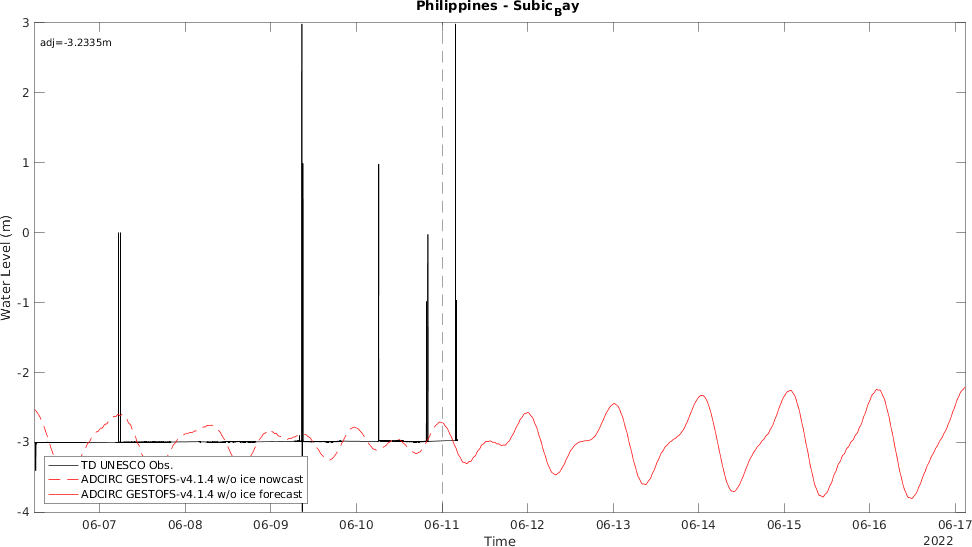 Philippines - Subic_Bay
adj=-3.2335m
Water Level (m)
3
2
1
0
-1
-2
-3
-4
TD UNESCO Obs.
ADCIRC GESTOFS-v4.1.4 w/o ice nowcast
ADCIRC GESTOFS-v4.1.4 w/o ice forecast
06-07 06-08 06-09 06-10 06-11 06-12 06-13 06-14 06-15 06-16 06-17
Time
2022